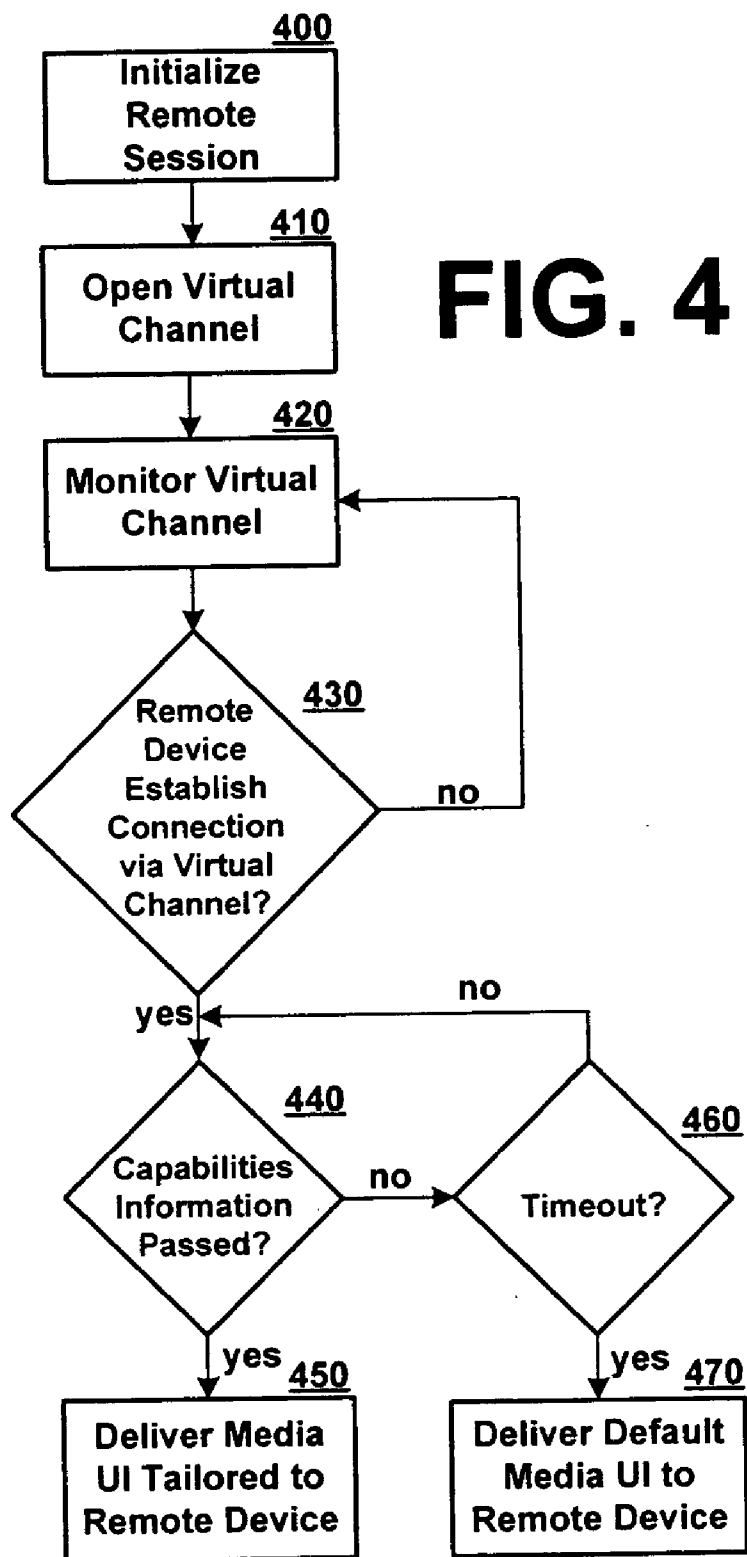 400
Initialize
Remote
Session
410
Open Virtual
Channel
FIG. 4
420
Monitor Virtual
Channel
430
Remote
Device
Establish
Connection
via Virtual
Channel?
no
yes
no
440
Capabilities
Information
Passed?
no
460
Timeout?
yes
450
Deliver Media
UI Tailored to
Remote Device
yes
470
Deliver Default
Media UI to
Remote Device